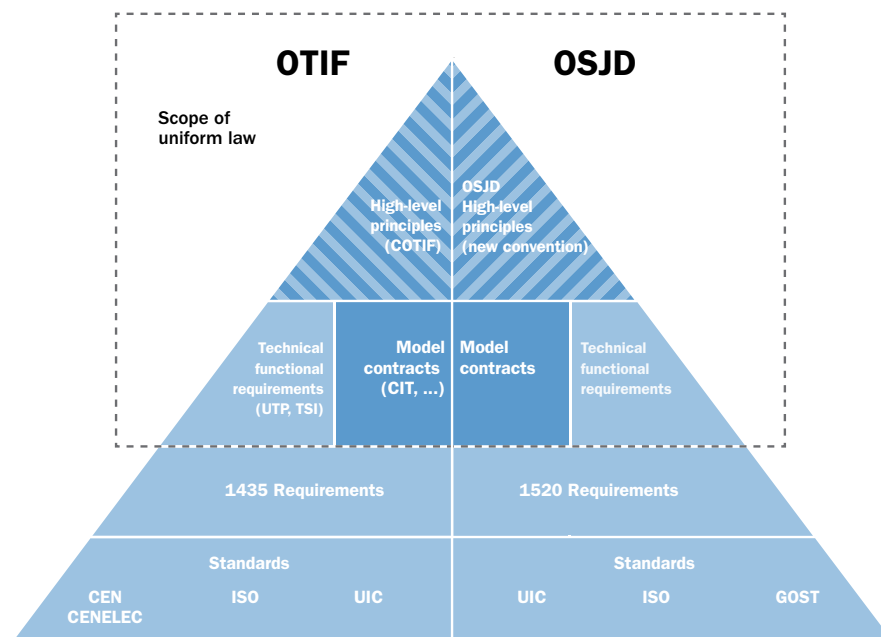 OTIF
OSJD
Scope of
uniform law
High-level
principles
(COTIF)
OSJD
High-level
principles
(new convention)
Technical
functional
requirements
(UTP, TSI)
Model
contracts
(CIT, ...)
Model
contracts
Technical
functional
requirements
1435 Requirements
1520 Requirements
Standards
Standards
CEN
CENELEC
ISO
UIC
UIC
ISO
GOST